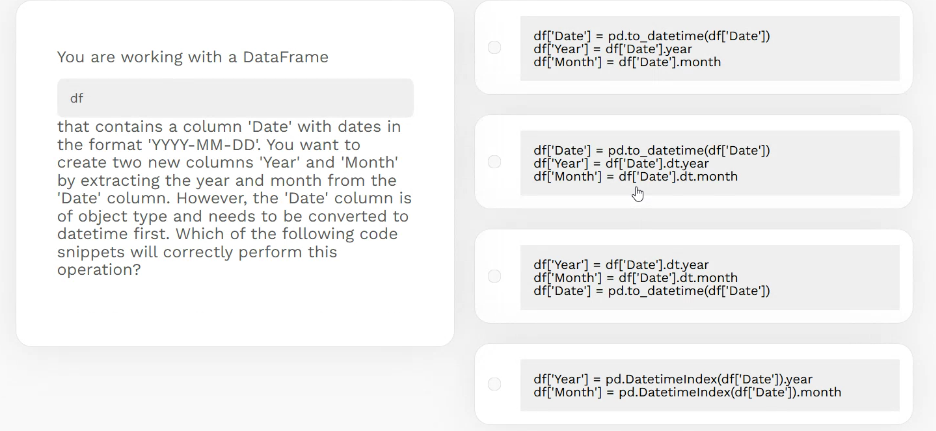 You are working with a DataFrame
df
that contains a column 'Date' with dates in
the format 'YYYY-MM-DD'. You want to
create two new columns 'Year' and 'Month'
by extracting the year and month from the
'Date' column. However, the 'Date' column is
of object type and needs to be converted to
datetime first. Which of the following code
snippets will correctly perform this
operation?
df['Date'] = pd.to_datetime(df['Date'])
df['Year'] = df['Date'].year
df['Month'] = df['Date'].month
df['Date'] = pd.to_datetime(df['Date'])
df['Year'] = df['Date'].dt.year
df['Month'] = df['Date'].dt.month
df['Year'] = df['Date'].dt.year
df['Month'] = df['Date'].dt.month
df['Date'] = pd.to_datetime(df['Date'])
df['Year'] = pd.DatetimeIndex(df['Date']).year
df['Month'] = pd.DatetimeIndex(df['Date']).month